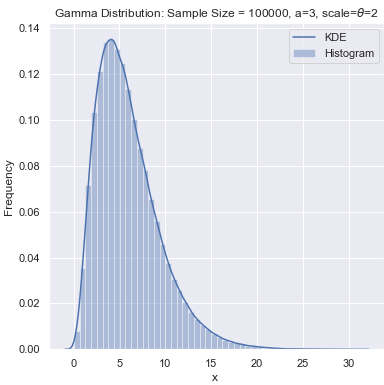 Gamma Distribution: Sample Size = 100000, a=3, scale=θ=2
KDE
Histogram
0.14
0.12
0.10
0.08
0.06
0.04
0.02
0.00
Frequency
0 5 10 15 20 25 30
x